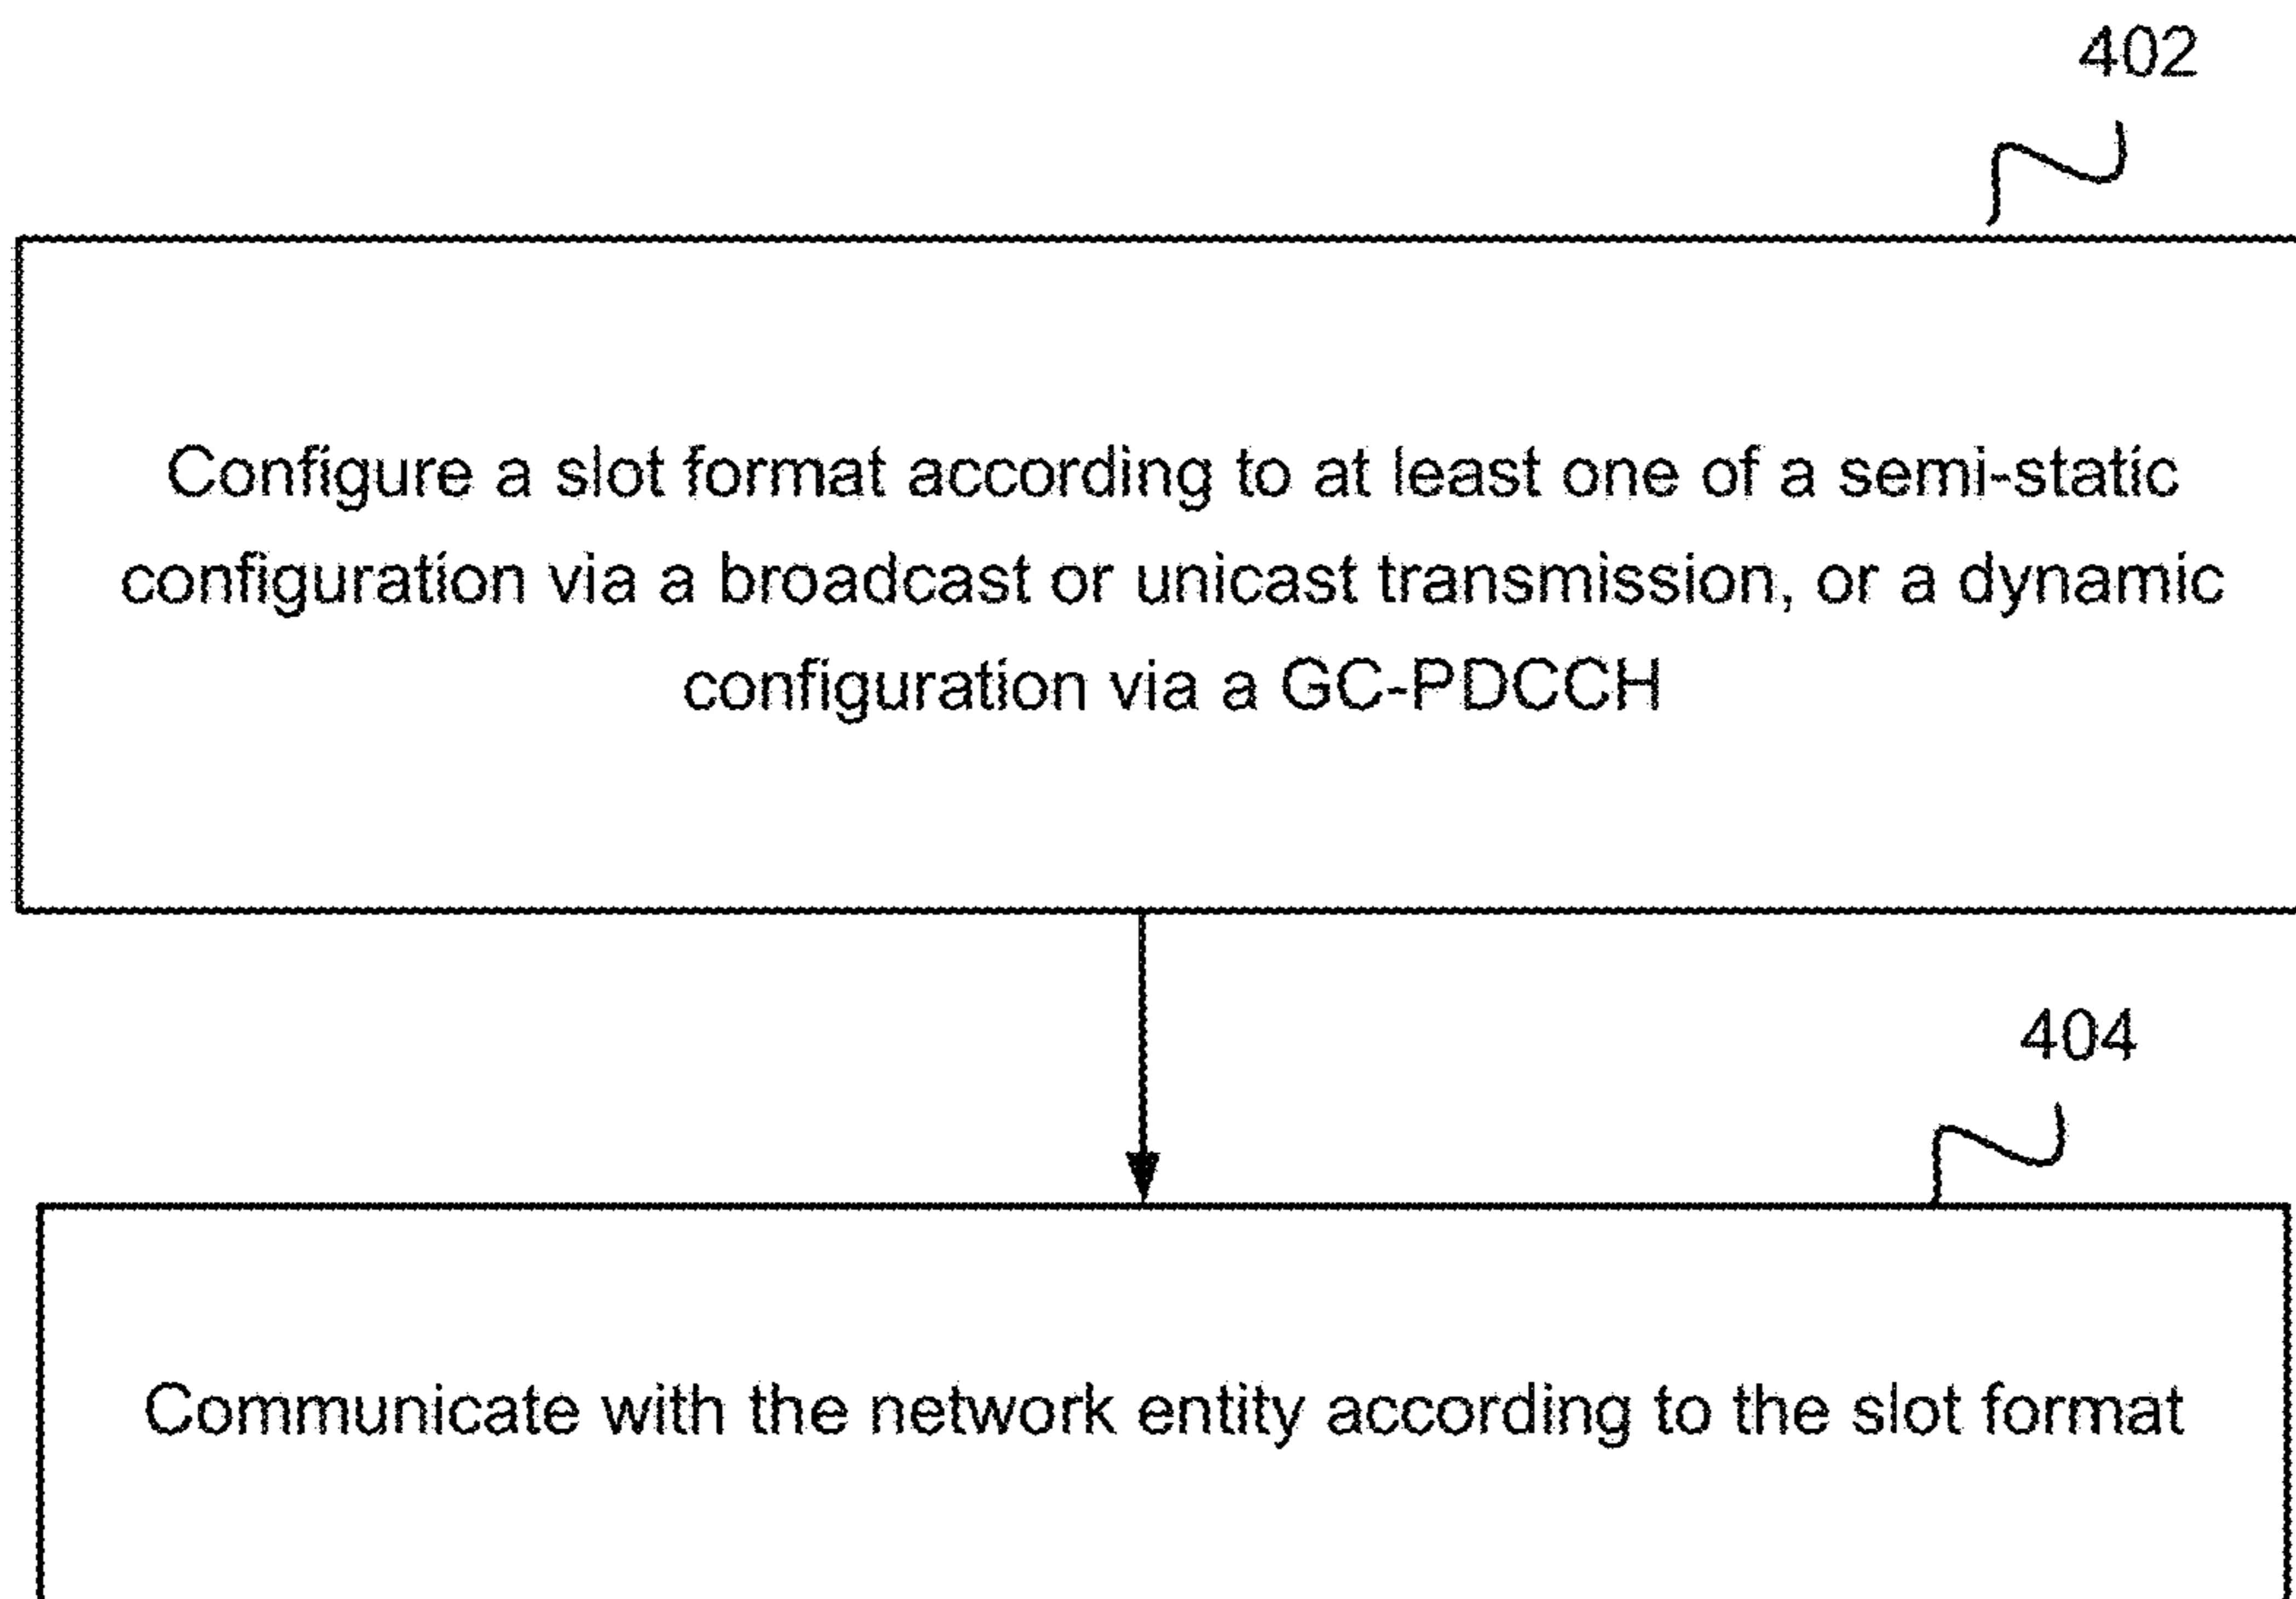 402
Configure a slot format according to at least one of a semi-static
configuration via a broadcast or unicast transmission, or a dynamic
configuration via a GC-PDCCH
404
Communicate with the network entity according to the slot format